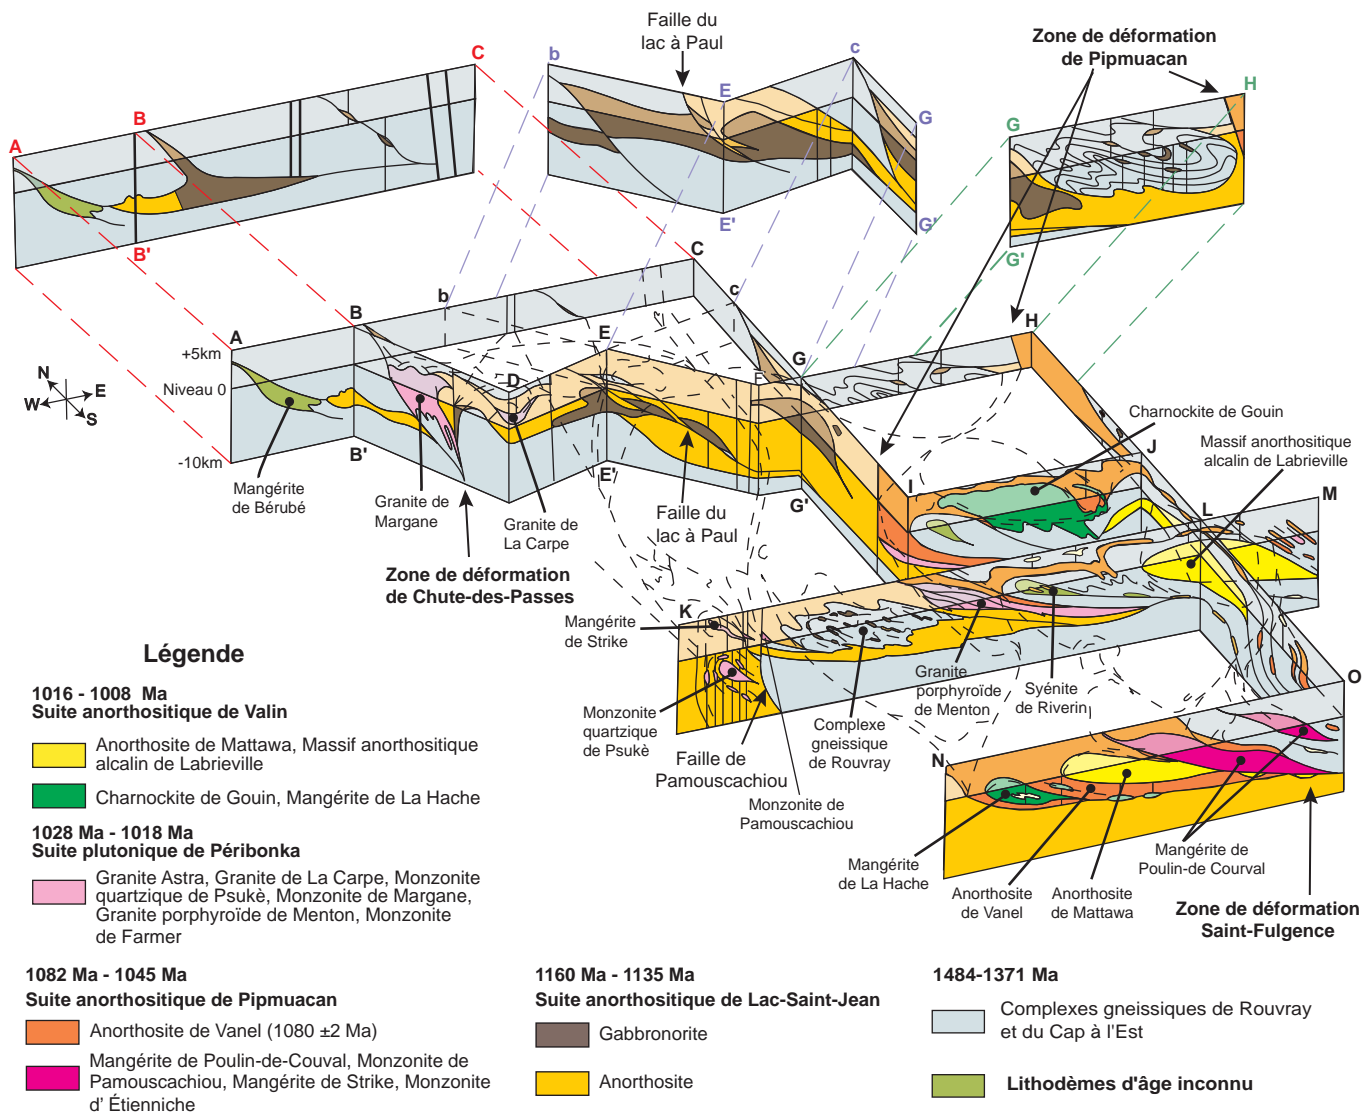 Faille du
lac à Paul
Zone de déformation
de Pipmuacan
C
b
c
E
H
B
G
G
A
B'
E'
G'
G'
C
b
c
H
A
B
E
+5km
G
N
E
W
S
Niveau 0
D
F
Charnockite de Gouin
Massif anorthositique
alcalin de Labrieville
-10km
B'
E'
G'
I
J
L
M
Mangérite
de Bérubé
Granite de
Margane
Granite de
La Carpe
Faille du
lac à Paul
Zone de déformation
de Chute-des-Passes
K
Mangérite
de Strike
Monzonite
quartzique
de Psukè
Faille de
Pamouscachiou
Monzonite de
Pamouscachiou
Complexe
gneissique
de Rouvray
Granite
porphyroïde
de Menton
Syénite
de Riverin
O
N
Mangérite
de La Hache
Anorthosite
de Vanel
Anorthosite
de Mattawa
Mangérite de
Poulin-de Courval
Zone de déformation
Saint-Fulgence
Légende
1016 - 1008 Ma
Suite anorthositique de Valin
Anorthosite de Mattawa, Massif anorthositique
alcalin de Labrieville
Charnockite de Gouin, Mangérite de La Hache
1028 Ma - 1018 Ma
Suite plutonique de Péribonka
Granite Astra, Granite de La Carpe, Monzonite
quartzique de Psukè, Monzonite de Margane,
Granite porphyroïde de Menton, Monzonite
de Farmer
1082 Ma - 1045 Ma
Suite anorthositique de Pipmuacan
Anorthosite de Vanel (1080 ±2 Ma)
Mangérite de Poulin-de-Couval, Monzonite de
Pamouscachiou, Mangérite de Strike, Monzonite
d' Étienniche
1160 Ma - 1135 Ma
Suite anorthositique de Lac-Saint-Jean
Gabbronorite
Anorthosite
1484-1371 Ma
Complexes gneissiques de Rouvray
et du Cap à l'Est
Lithodèmes d'âge inconnu